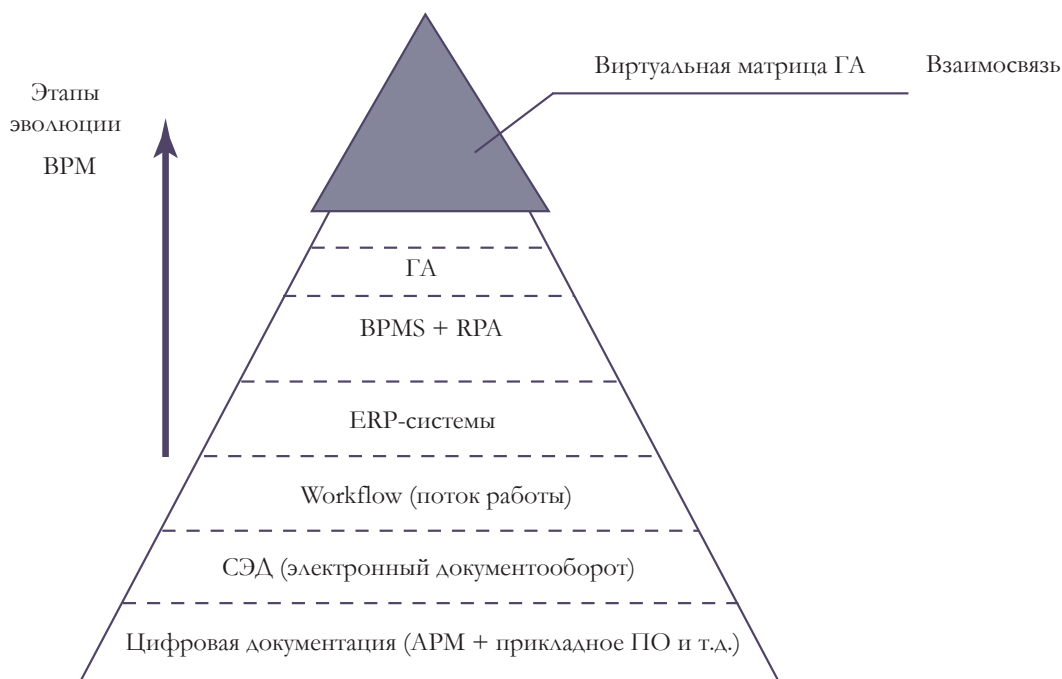 Виртуальная матрица ГА
Взаимосвязь
Этапы
эволюции
BPM
ГА
BPMS + RPA
ERP-системы
Workflow (поток работы)
СЭД (электронный документооборот)
Цифровая документация (АРМ + прикладное ПО и т.д.)